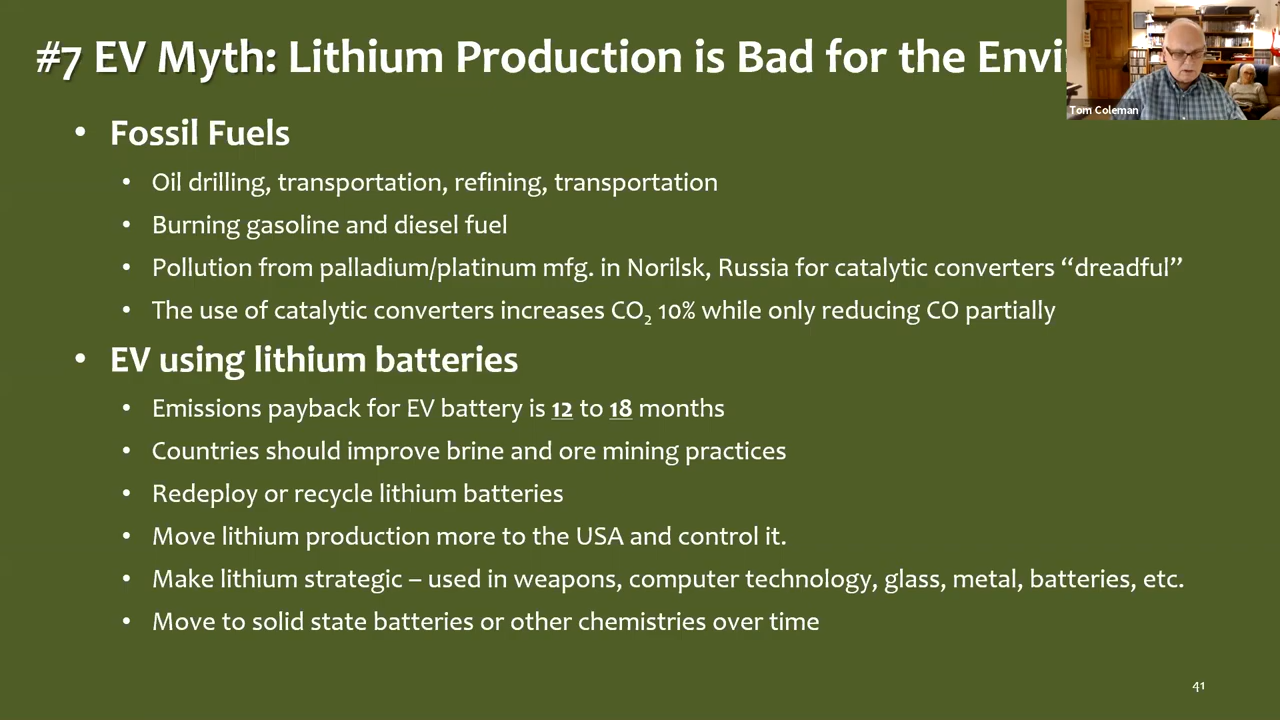 #7 EV Myth: Lithium Production is Bad for the Envi
Tom Coleman
• Fossil Fuels
• Oil drilling, transportation, refining, transportation
• Burning gasoline and diesel fuel
• Pollution from palladium/platinum mfg. in Norilsk, Russia for catalytic converters “dreadful”
• The use of catalytic converters increases CO₂ 10% while only reducing CO partially
• EV using lithium batteries
• Emissions payback for EV battery is 12 to 18 months
• Countries should improve brine and ore mining practices
• Redeploy or recycle lithium batteries
• Move lithium production more to the USA and control it.
• Make lithium strategic – used in weapons, computer technology, glass, metal, batteries, etc.
• Move to solid state batteries or other chemistries over time
41